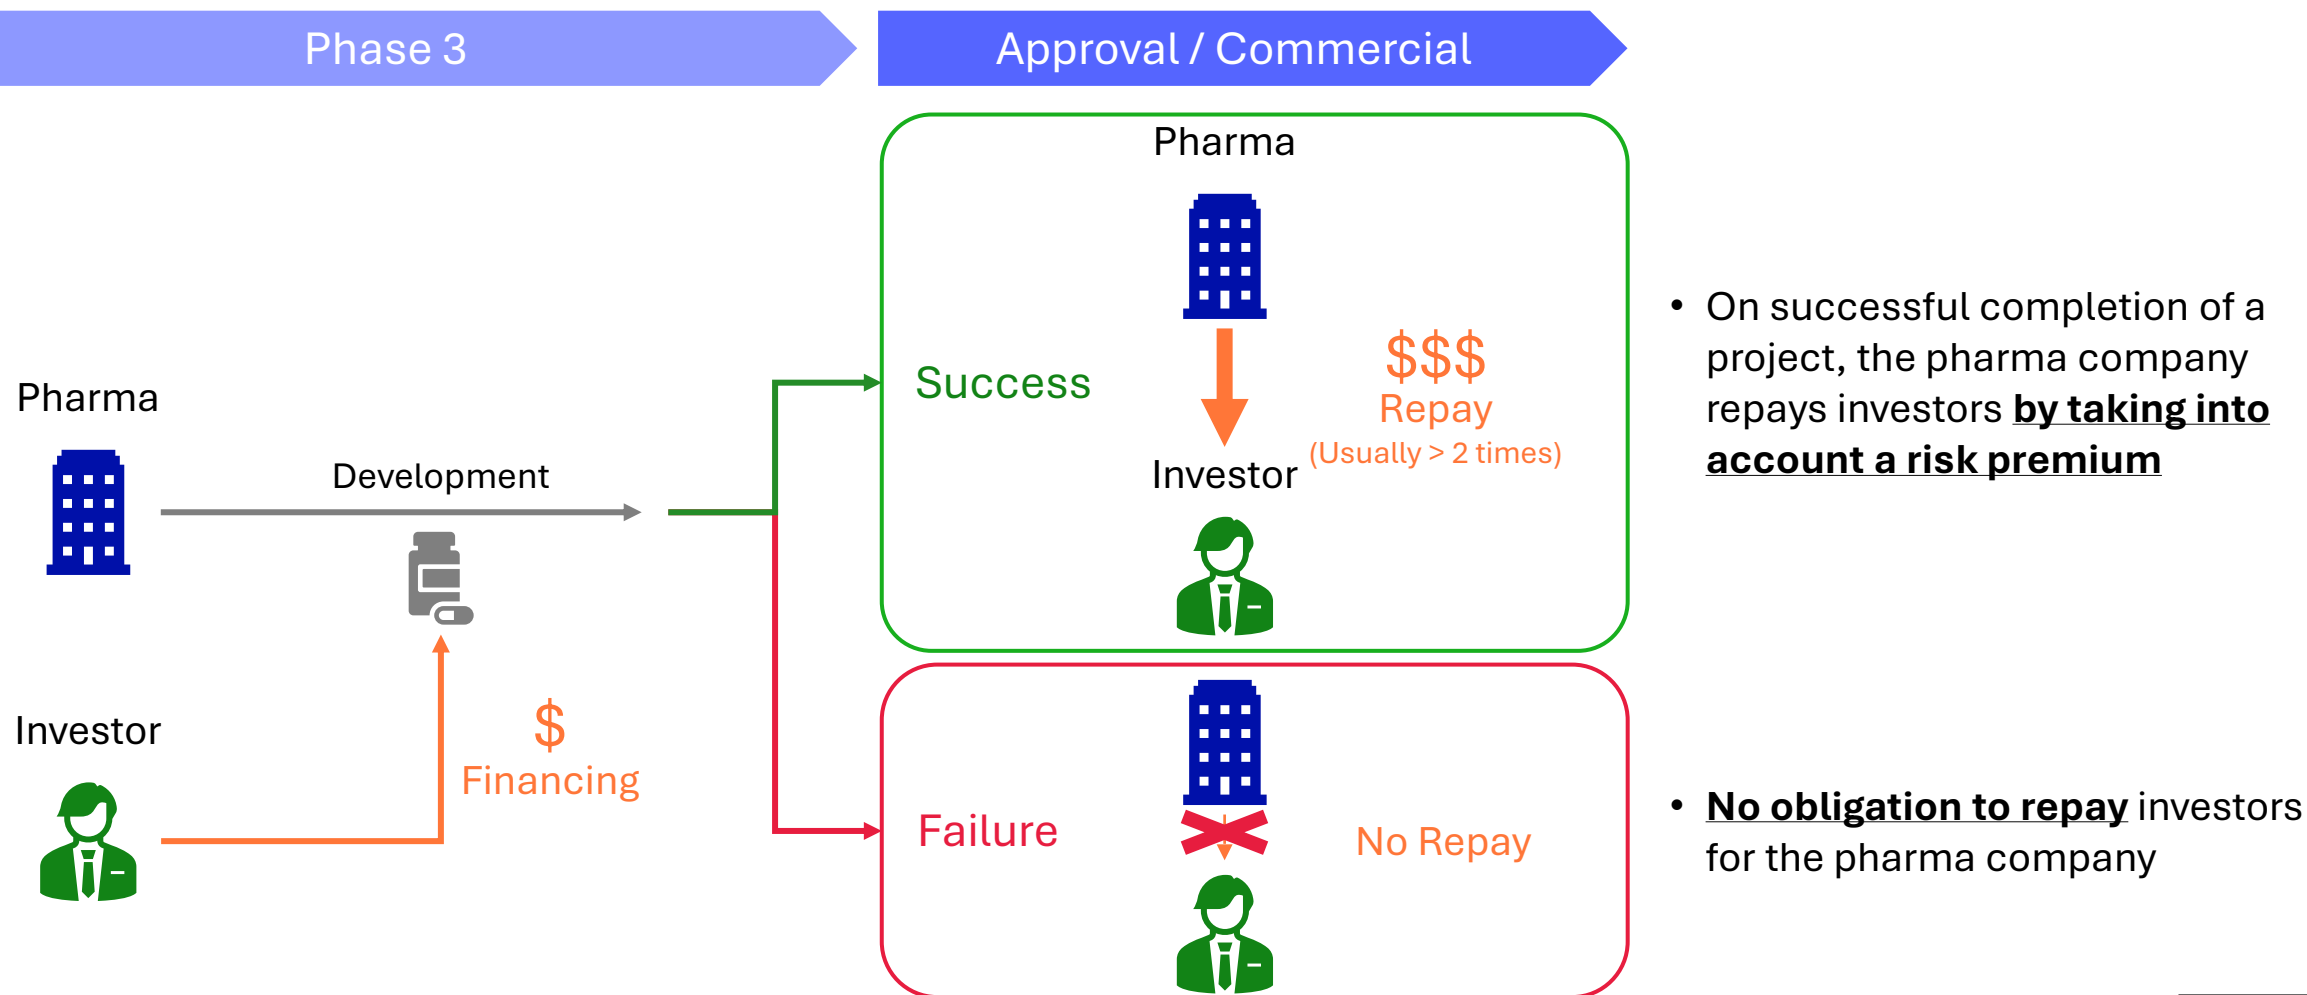 Phase 3
Approval / Commercial
Pharma
Development
Investor
$
Financing
Success
Pharma
$$$
Repay
(Usually > 2 times)
Investor
Failure
No Repay
• On successful completion of a
project, the pharma company
repays investors by taking into
account a risk premium
• No obligation to repay investors
for the pharma company